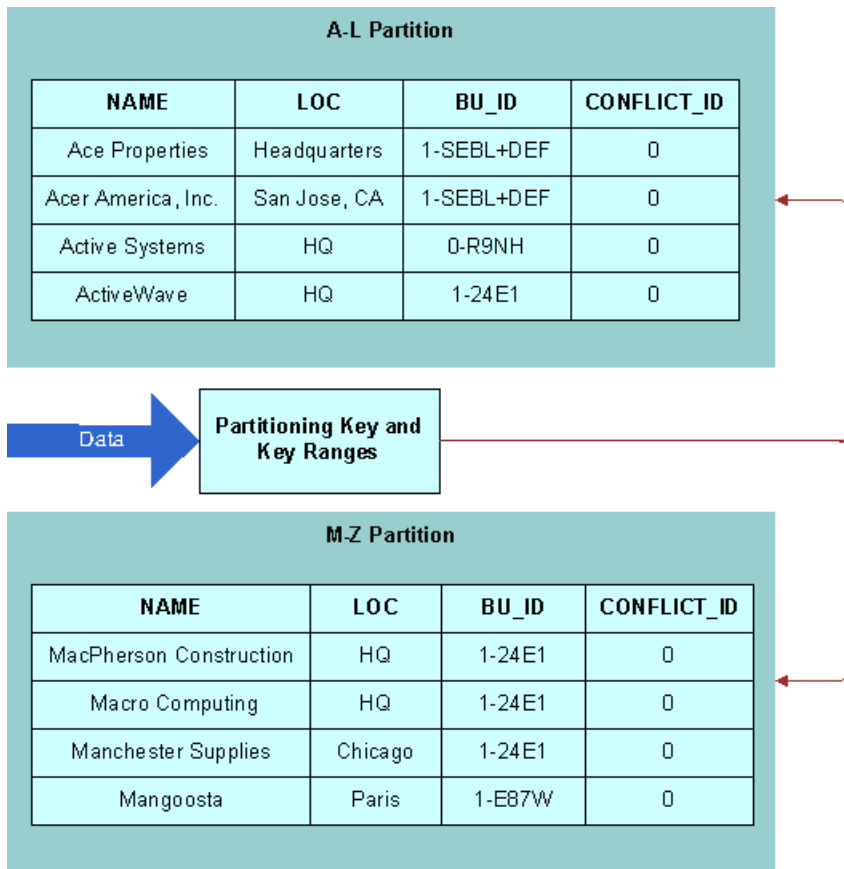 A-L Partition
NAME LOC BU_ID CONFLICT_ID
Ace Properties Headquarters 1-SEBL+DEF 0
Acer America, Inc. San Jose, CA 1-SEBL+DEF 0
Active Systems HQ 0-R9NH 0
ActiveWave HQ 1-24E1 0
Data
Partitioning Key and
Key Ranges
M-Z Partition
NAME LOC BU_ID CONFLICT_ID
MacPherson Construction HQ 1-24E1 0
Macro Computing HQ 1-24E1 0
Manchester Supplies Chicago 1-24E1 0
Mangoosta Paris 1-E87W 0